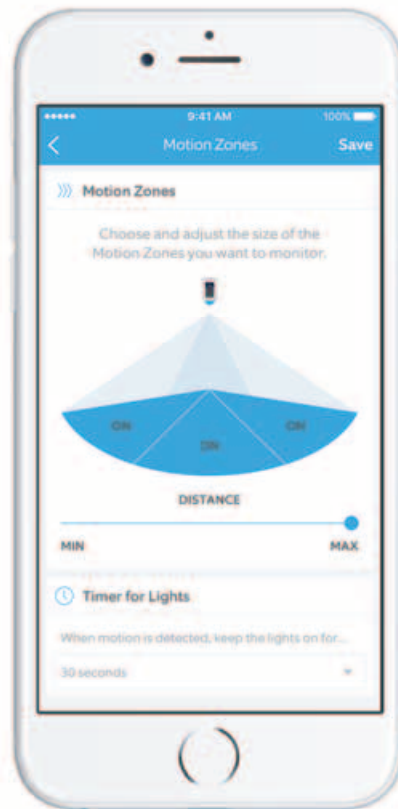 9:41 AM
100%
Motion Zones
Save
Motion Zones
Choose and adjust the size of the
Motion Zones you want to monitor.
ON
ON
ON
DISTANCE
MIN
MAX
Timer for Lights
When motion is detected, keep the lights on for...
30 seconds